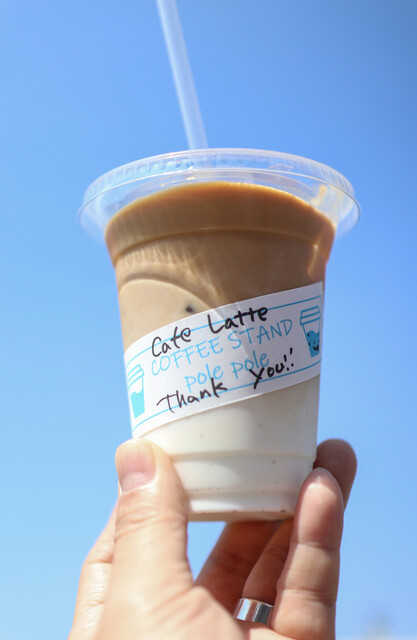 Cafe Latte
COFFEE STAND
pole pole
Thank You!!